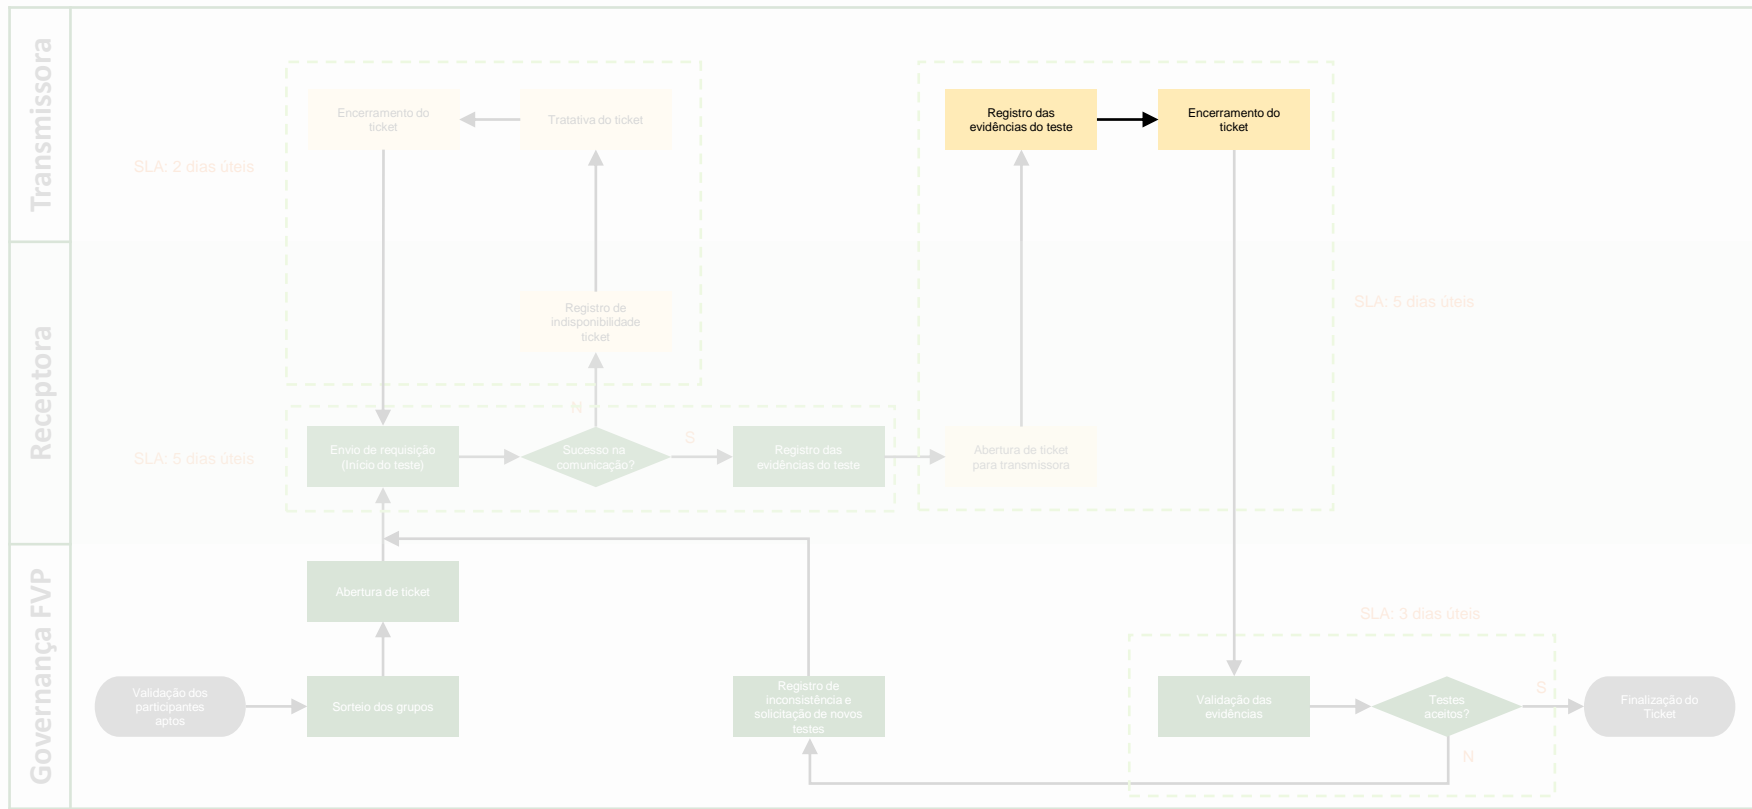 Transmissora
Encerramento do
ticket
Tratativa do ticket
Registro das
evidências do teste
Encerramento do
ticket
SLA: 2 dias úteis
Receptora
Registro de
indisponibilidade
ticket
SLA: 5 dias úteis
N
SLA: 5 dias úteis
Envio de requisição
(Início do teste)
Sucesso na
comunicação?
S
Registro das
evidências do teste
Abertura de ticket
para transmissora
Governança FVP
Abertura de ticket
SLA: 3 dias úteis
Validação dos
participantes
aptos
Sorteio dos grupos
Registro de
inconsistência e
solicitação de novos
testes
Validação das
evidências
Testes
aceitos?
S
N
Finalização do
Ticket